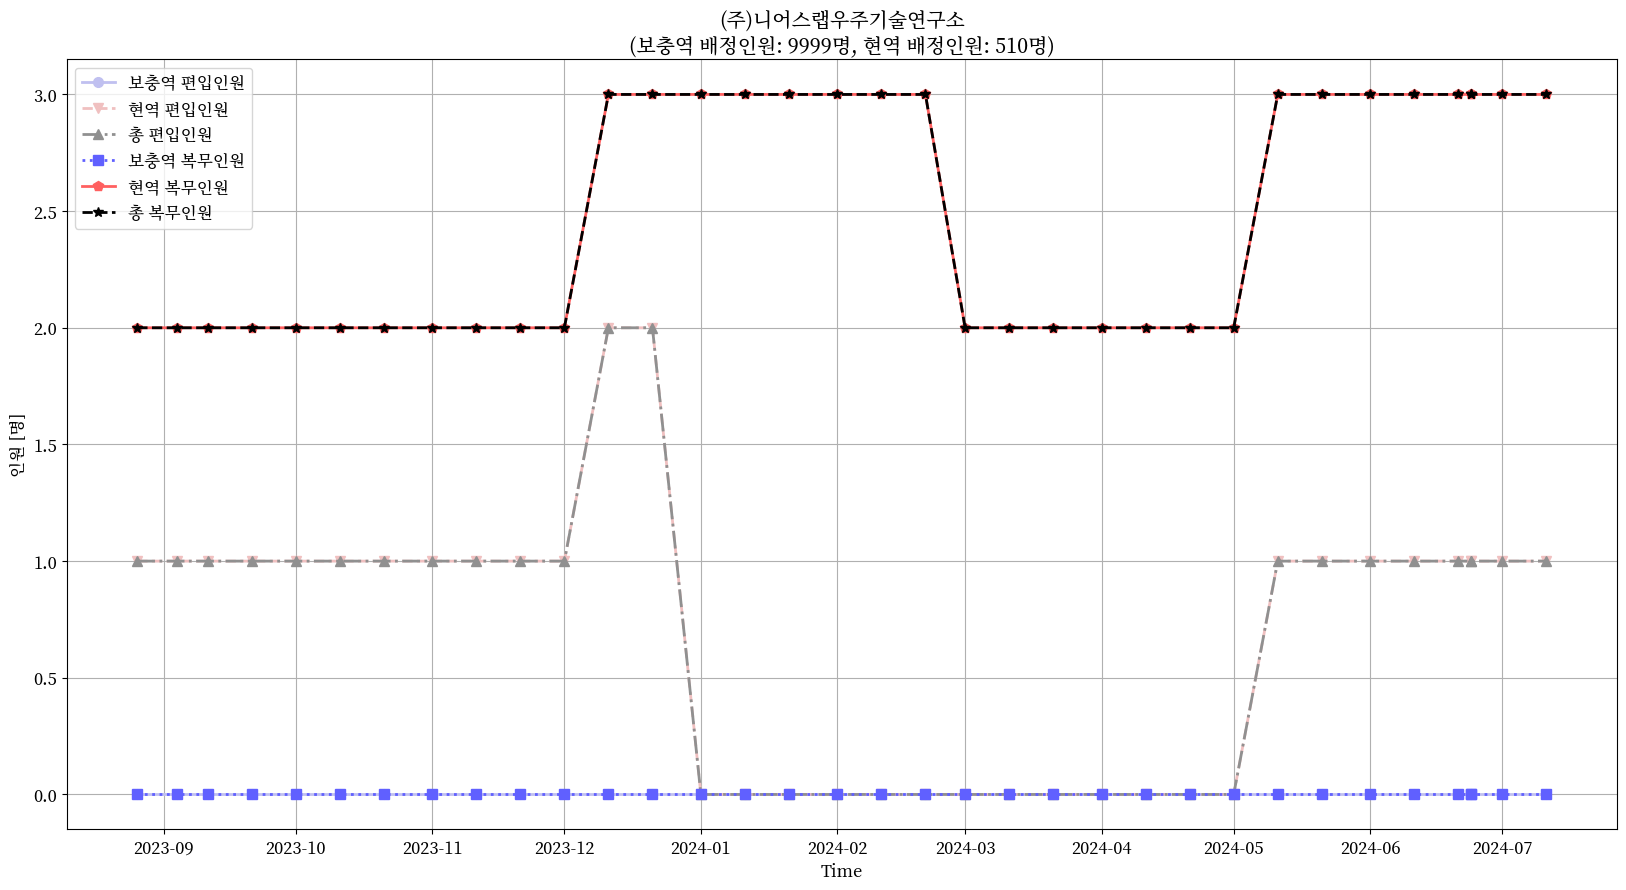 (주)니어스랩우주기술연구소
(보충역 배정인원: 9999명, 현역 배정인원: 510명)
보충역 편입인원
현역 편입인원
총 편입인원
보충역 복무인원
현역 복무인원
총 복무인원
3.0
2.5
2.0
1.5
1.0
0.5
0.0
인원 [명]
2023-09 2023-10 2023-11 2023-12 2024-01 2024-02 2024-03 2024-04 2024-05 2024-06 2024-07
Time